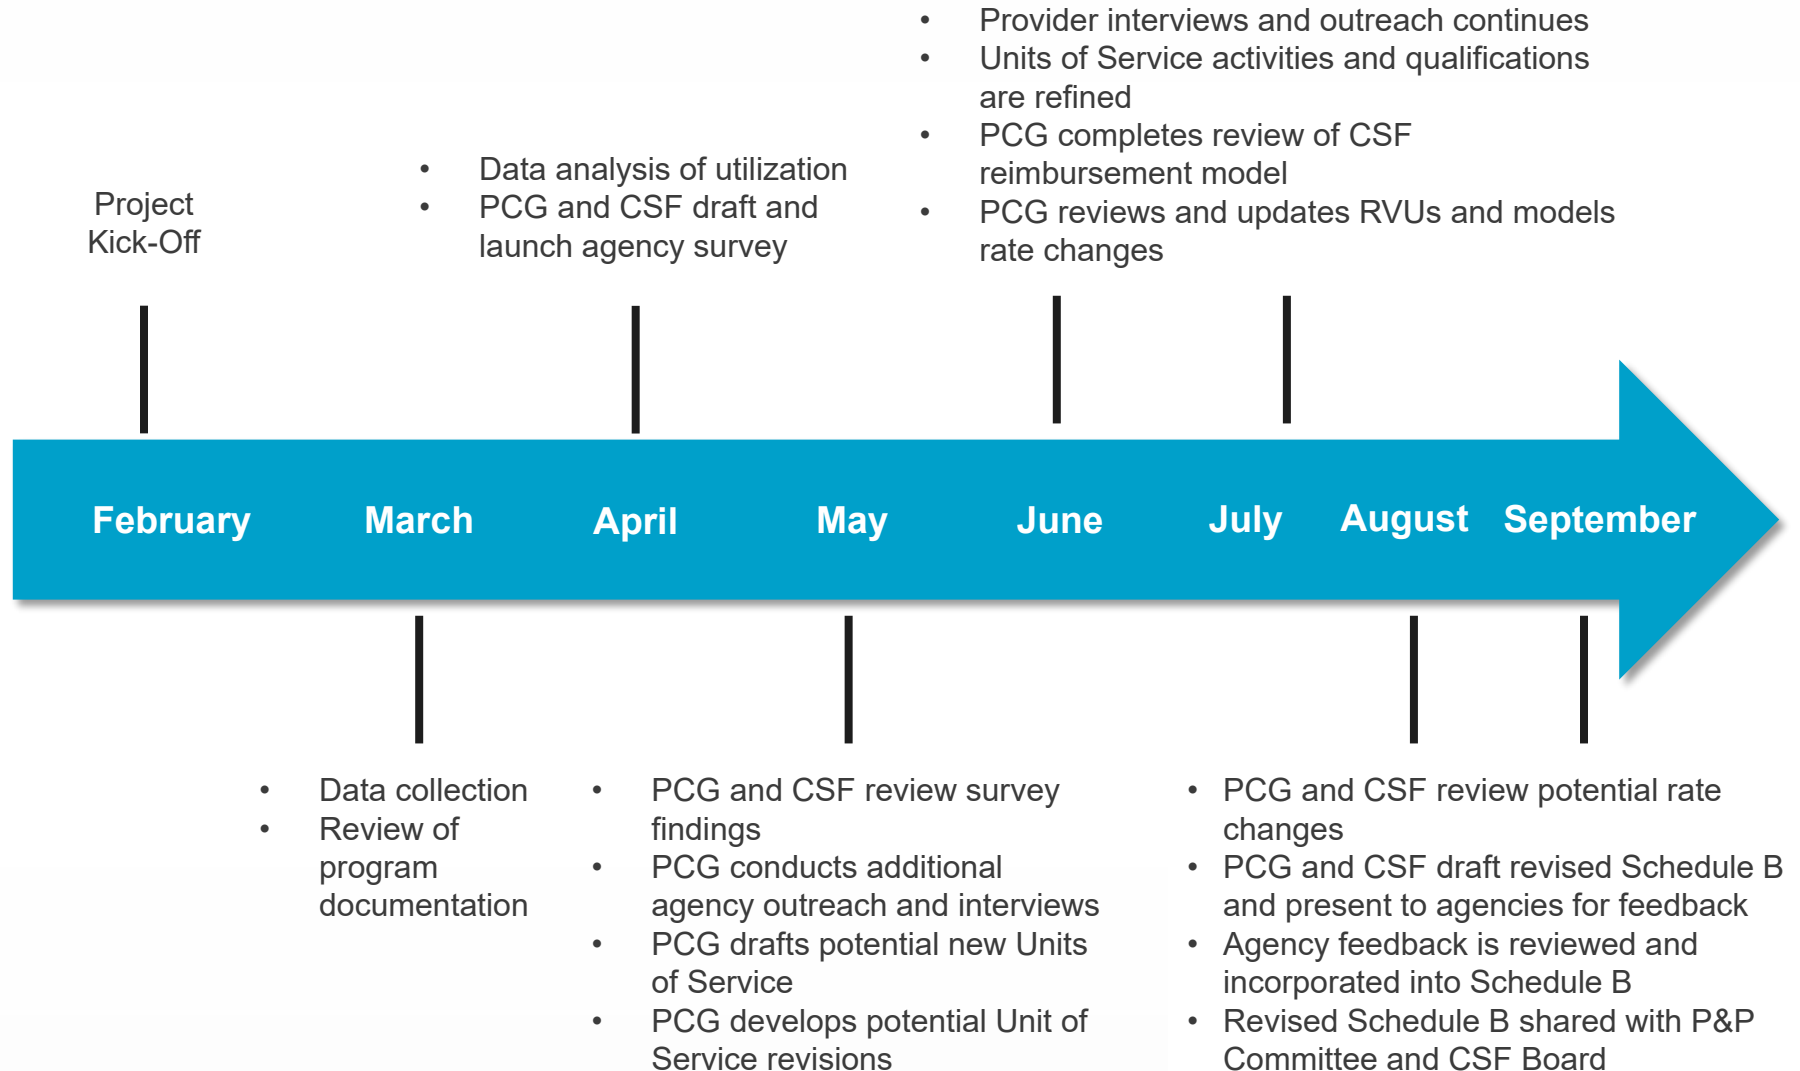 • Provider interviews and outreach continues
• Units of Service activities and qualifications
are refined
• PCG completes review of CSF
reimbursement model
• PCG reviews and updates RVUs and models
rate changes
• Data analysis of utilization
• PCG and CSF draft and
launch agency survey
Project
Kick-Off
February March April May June July August September
• Data collection
• Review of
program
documentation
• PCG and CSF review survey
findings
• PCG conducts additional
agency outreach and interviews
• PCG drafts potential new Units
of Service
• PCG develops potential Unit of
Service revisions
• PCG and CSF review potential rate
changes
• PCG and CSF draft revised Schedule B
and present to agencies for feedback
• Agency feedback is reviewed and
incorporated into Schedule B
• Revised Schedule B shared with P&P
Committee and CSF Board